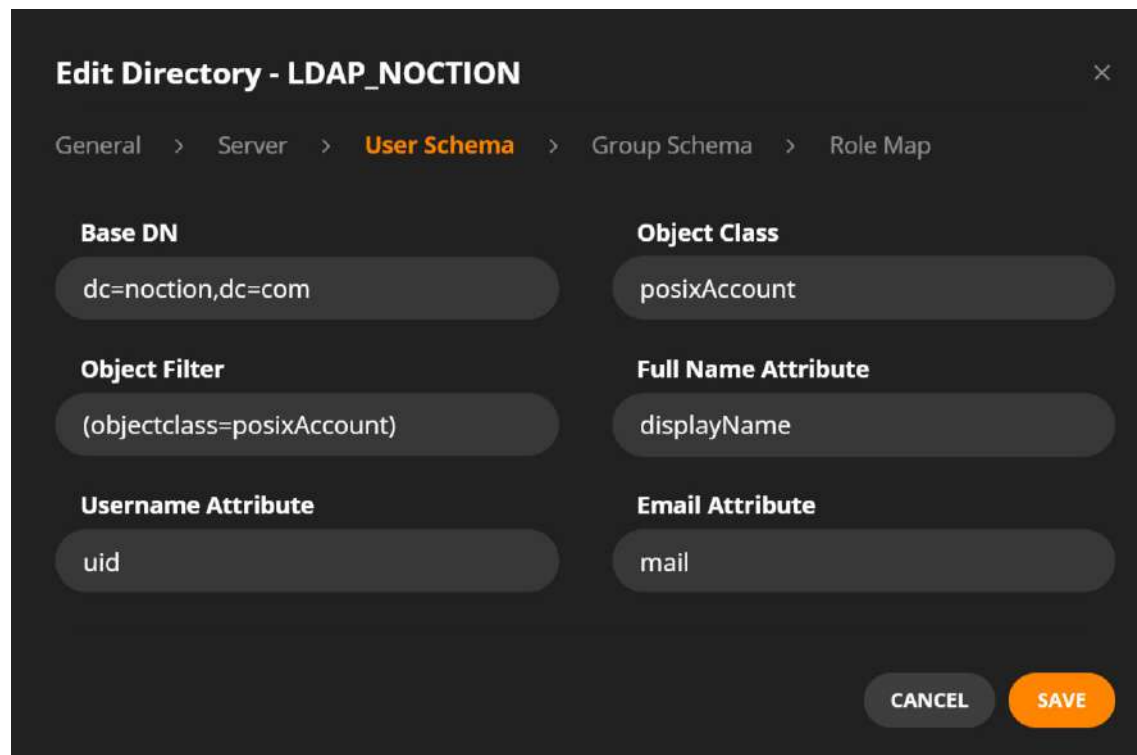 Edit Directory - LDAP_NOCTION
General > Server > User Schema > Group Schema > Role Map
Base DN
Object Class
dc=noction,dc=com
posixAccount
Object Filter
Full Name Attribute
(objectclass=posixAccount)
displayName
Username Attribute
Email Attribute
uid
mail
CANCEL
SAVE